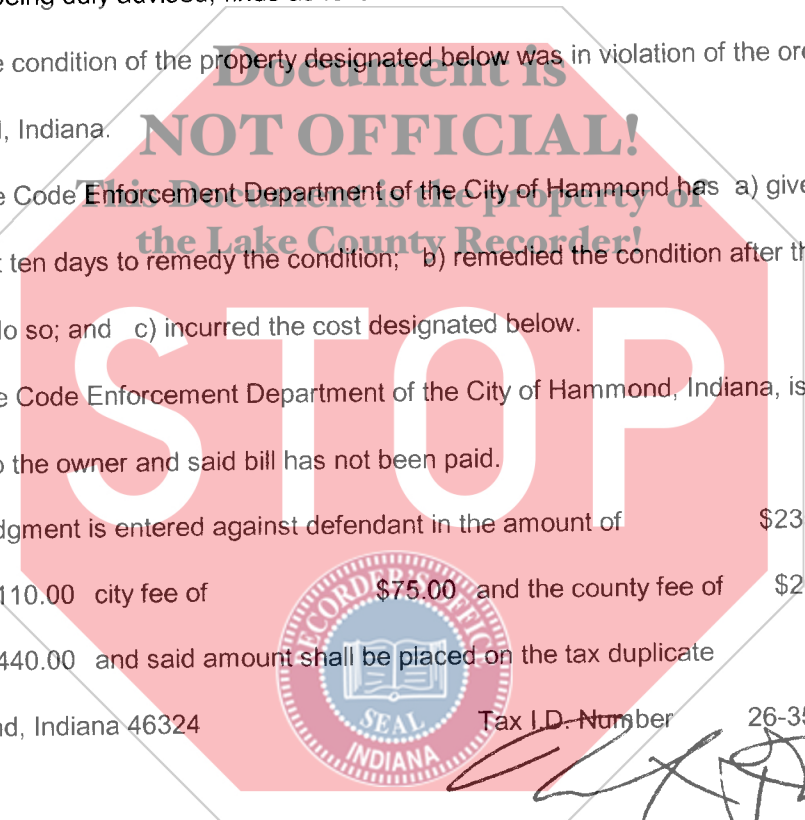 being duly advised, finds as
e condition of the property designated below was in violation of the ord
l, Indiana.
e Code Enforcement Department of the City of Hammond has a) give
t ten days to remedy the condition; b) remedied the condition after th
lo so; and c) incurred the cost designated below.
e Code Enforcement Department of the City of Hammond, Indiana, is
o the owner and said bill has not been paid.
dgment is entered against defendant in the amount of $23
110.00 city fee of $75.00 and the county fee of $2
440.00 and said amount shall be placed on the tax duplicate
nd, Indiana 46324 Tax I.D. Number 26-35
Document is
NOT OFFICIAL!
This Document is the property of
the Lake County Recorder!
STOP
RECORDER'S OFFICE
SEAL
INDIANA